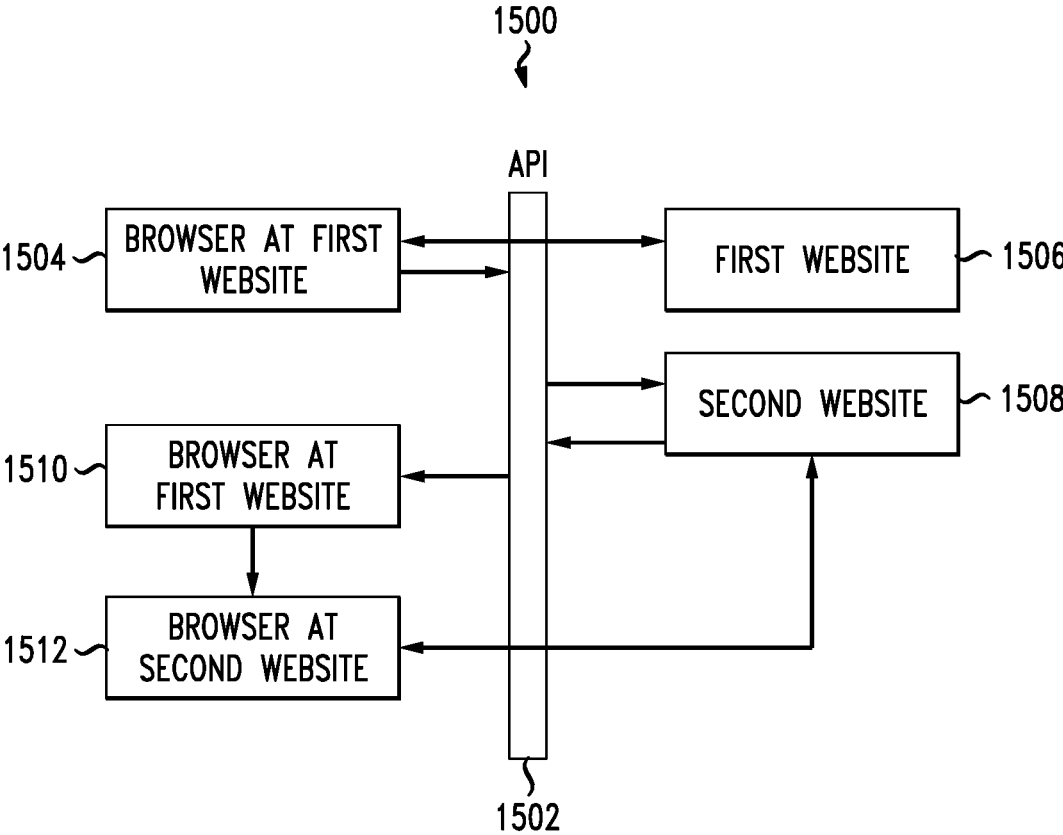 1500
API
1504
BROWSER AT FIRST
WEBSITE
FIRST WEBSITE
1506
SECOND WEBSITE
1508
1510
BROWSER AT
FIRST WEBSITE
1512
BROWSER AT
SECOND WEBSITE
1502